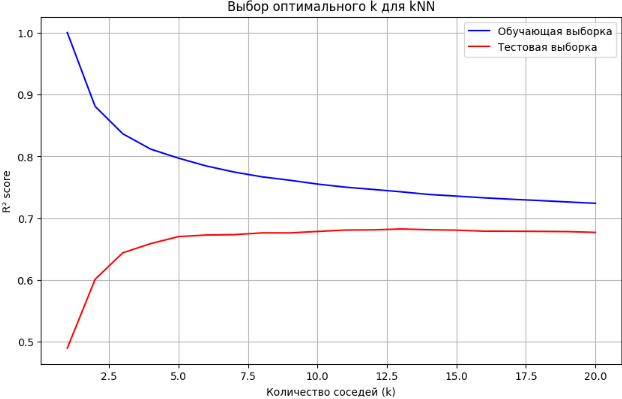 Выбор оптимального k для kNN
Обучающая выборка
Тестовая выборка
R² score
1.0
0.9
0.8
0.7
0.6
0.5
2.5 5.0 7.5 10.0 12.5 15.0 17.5 20.0
Количество соседей (k)